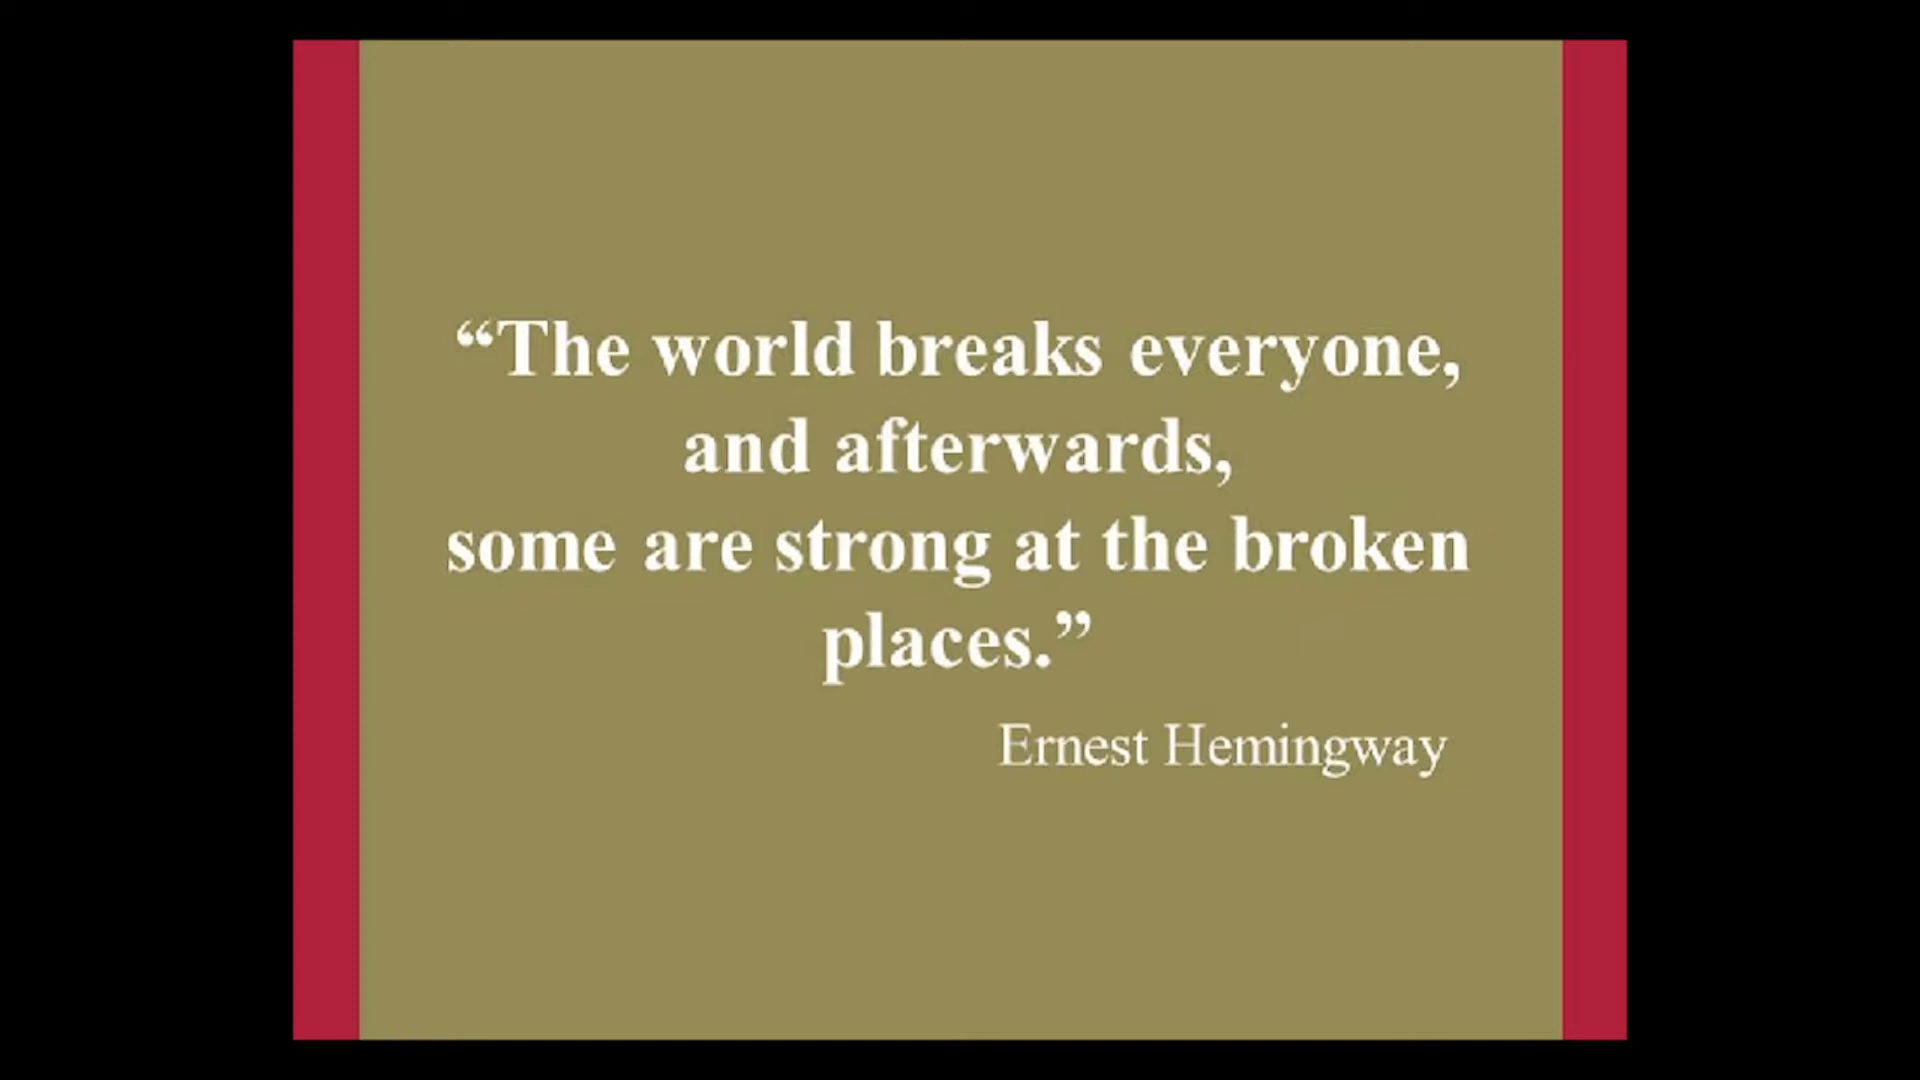 “The world breaks everyone,
and afterwards,
some are strong at the broken
places.”
Ernest Hemingway